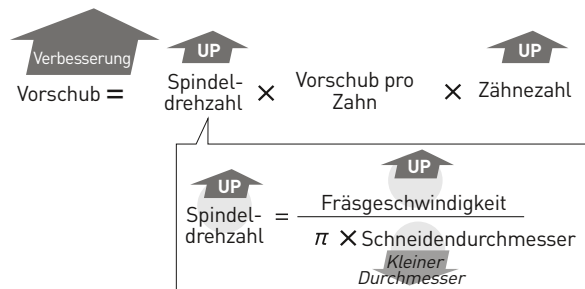 Verbesserung
UP
UP
Vorschub = Spindel-
drehzahl × Vorschub pro
Zahn × Zähnezahl
UP
UP
Spindel-
drehzahl = Fräsgeschwindigkeit
π × Schneidendurchmesser
Kleiner
Durchmesser